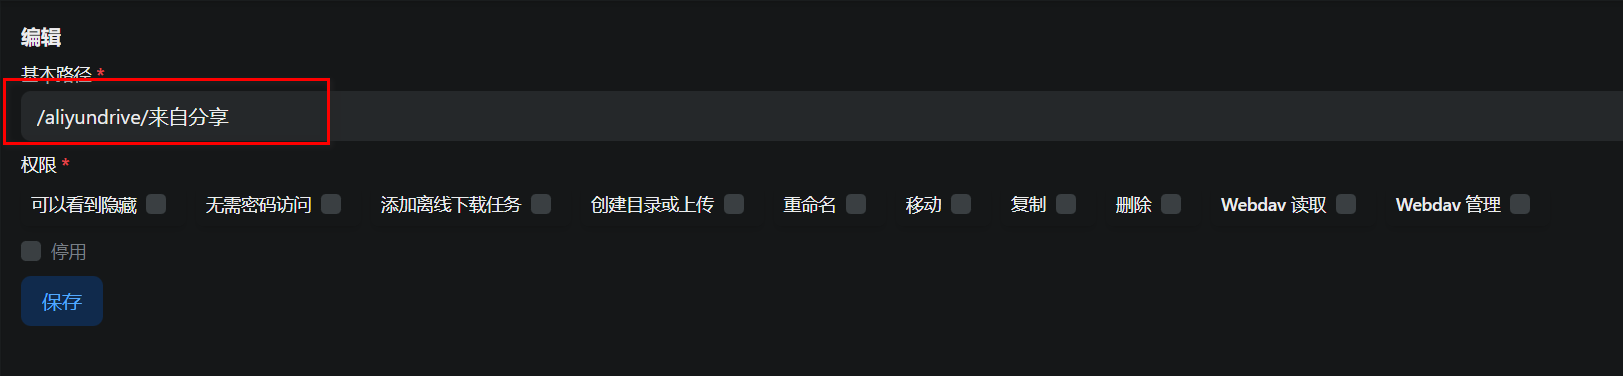 编辑
基本路径 *
/aliyundrive/来自分享
权限 *
可以看到隐藏 无需密码访问 添加离线下载任务 创建目录或上传 重命名 移动 复制 删除 Webdav 读取 Webdav 管理
停用
保存